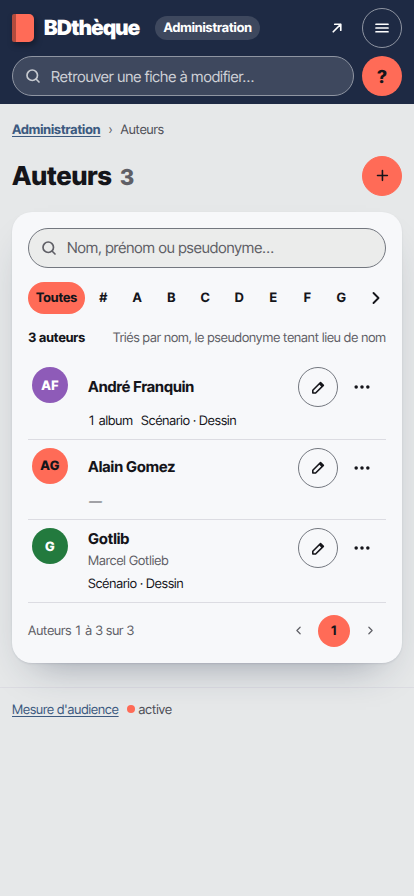 BDthèque Administration
Retrouver une fiche à modifier... ?
Administration › Auteurs
Auteurs 3 +
Nom, prénom ou pseudonyme...
Toutes # A B C D E F G
3 auteurs Triés par nom, le pseudonyme tenant lieu de nom
AF André Franquin
1 album Scénario · Dessin
AG Alain Gomez
—
G Gotlib
Marcel Gotlieb
Scénario · Dessin
Auteurs 1 à 3 sur 3 ‹ 1 ›
Mesure d'audience active